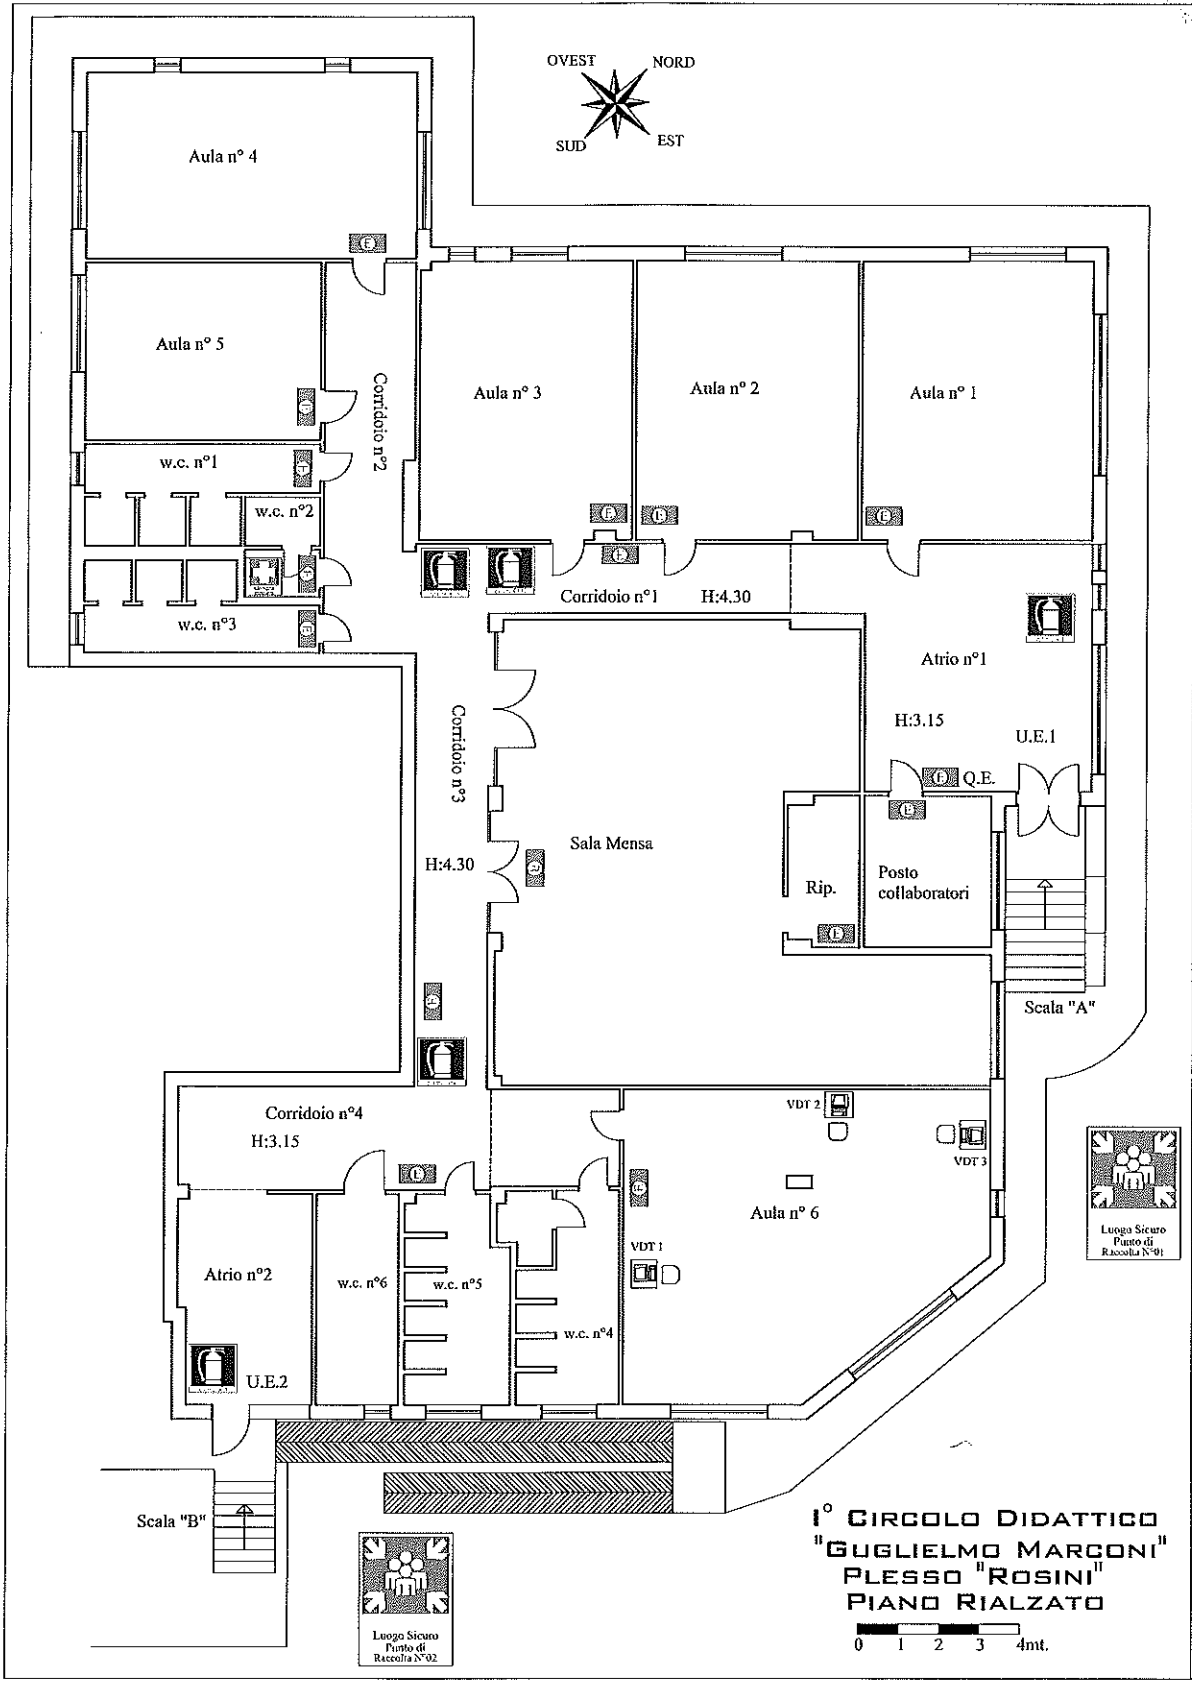 OVEST NORD
SUD EST
Aula n° 4
Aula n° 5
Corridoio n°2
Aula n° 3
Aula n° 2
Aula n° 1
w.c. n°1
w.c. n°2
w.c. n°3
E
E
E
E
E
E
Corridoio n°1 H:4.30
Atrio n°1
H:3.15
U.E.1
E Q.E.
E
Corridoio n°3
H:4.30
Sala Mensa
Rip.
E
Posto
collaboratori
Scala "A"
Corridoio n°4
H:3.15
E
VDT 2
VDT 3
Aula n° 6
VDT 1
Luogo Sicuro
Punto di
Raccolta N°01
Atrio n°2
w.c. n°6
w.c. n°5
w.c. n°4
U.E.2
Scala "B"
Luogo Sicuro
Punto di
Raccolta N°02
I° CIRCOLO DIDATTICO
"GUGLIELMO MARCONI"
PLESSO "ROSINI"
PIANO RIALZATO
0 1 2 3 4mt.